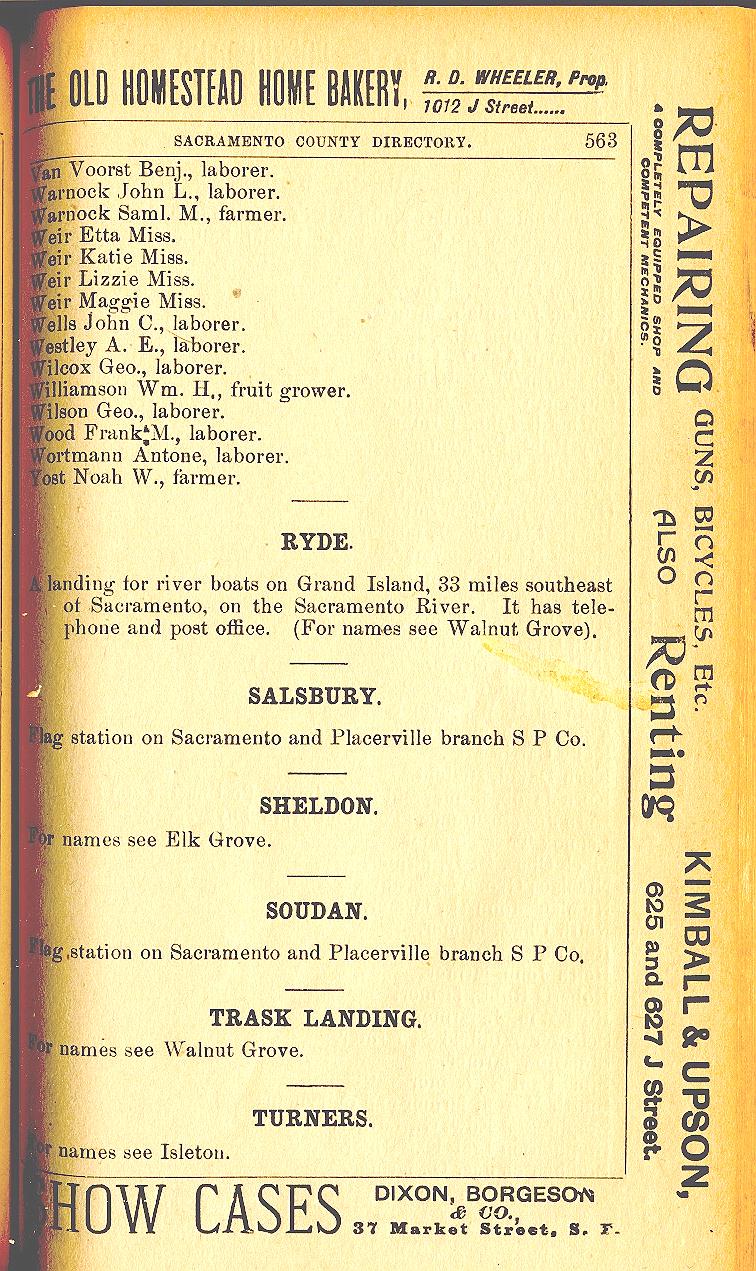 THE OLD HOMESTEAD HOME BAKERY, R. D. WHEELER, Prop.
1012 J Street......
SACRAMENTO COUNTY DIRECTORY. 563
Van Voorst Benj., laborer.
Warnock John L., laborer.
Warnock Saml. M., farmer.
Weir Etta Miss.
Weir Katie Miss.
Weir Lizzie Miss.
Weir Maggie Miss.
Wells John C., laborer.
Westley A. E., laborer.
Wilcox Geo., laborer.
Williamson Wm. H., fruit grower.
Wilson Geo., laborer.
Wood Frank M., laborer.
Wortmann Antone, laborer.
Yost Noah W., farmer.
RYDE.
A landing for river boats on Grand Island, 33 miles southeast
of Sacramento, on the Sacramento River. It has tele-
phone and post office. (For names see Walnut Grove).
SALSBURY.
Flag station on Sacramento and Placerville branch S P Co.
SHELDON.
For names see Elk Grove.
SOUDAN.
Flag station on Sacramento and Placerville branch S P Co.
TRASK LANDING.
For names see Walnut Grove.
TURNERS.
For names see Isleton.
SHOW CASES DIXON, BORGESON
& CO.,
37 Market Street, S. F.
REPAIRING GUNS, BICYCLES, Etc.
A COMPLETELY EQUIPPED SHOP AND
COMPETENT MECHANICS.
ALSO Renting
KIMBALL & UPSON,
625 and 627 J Street.